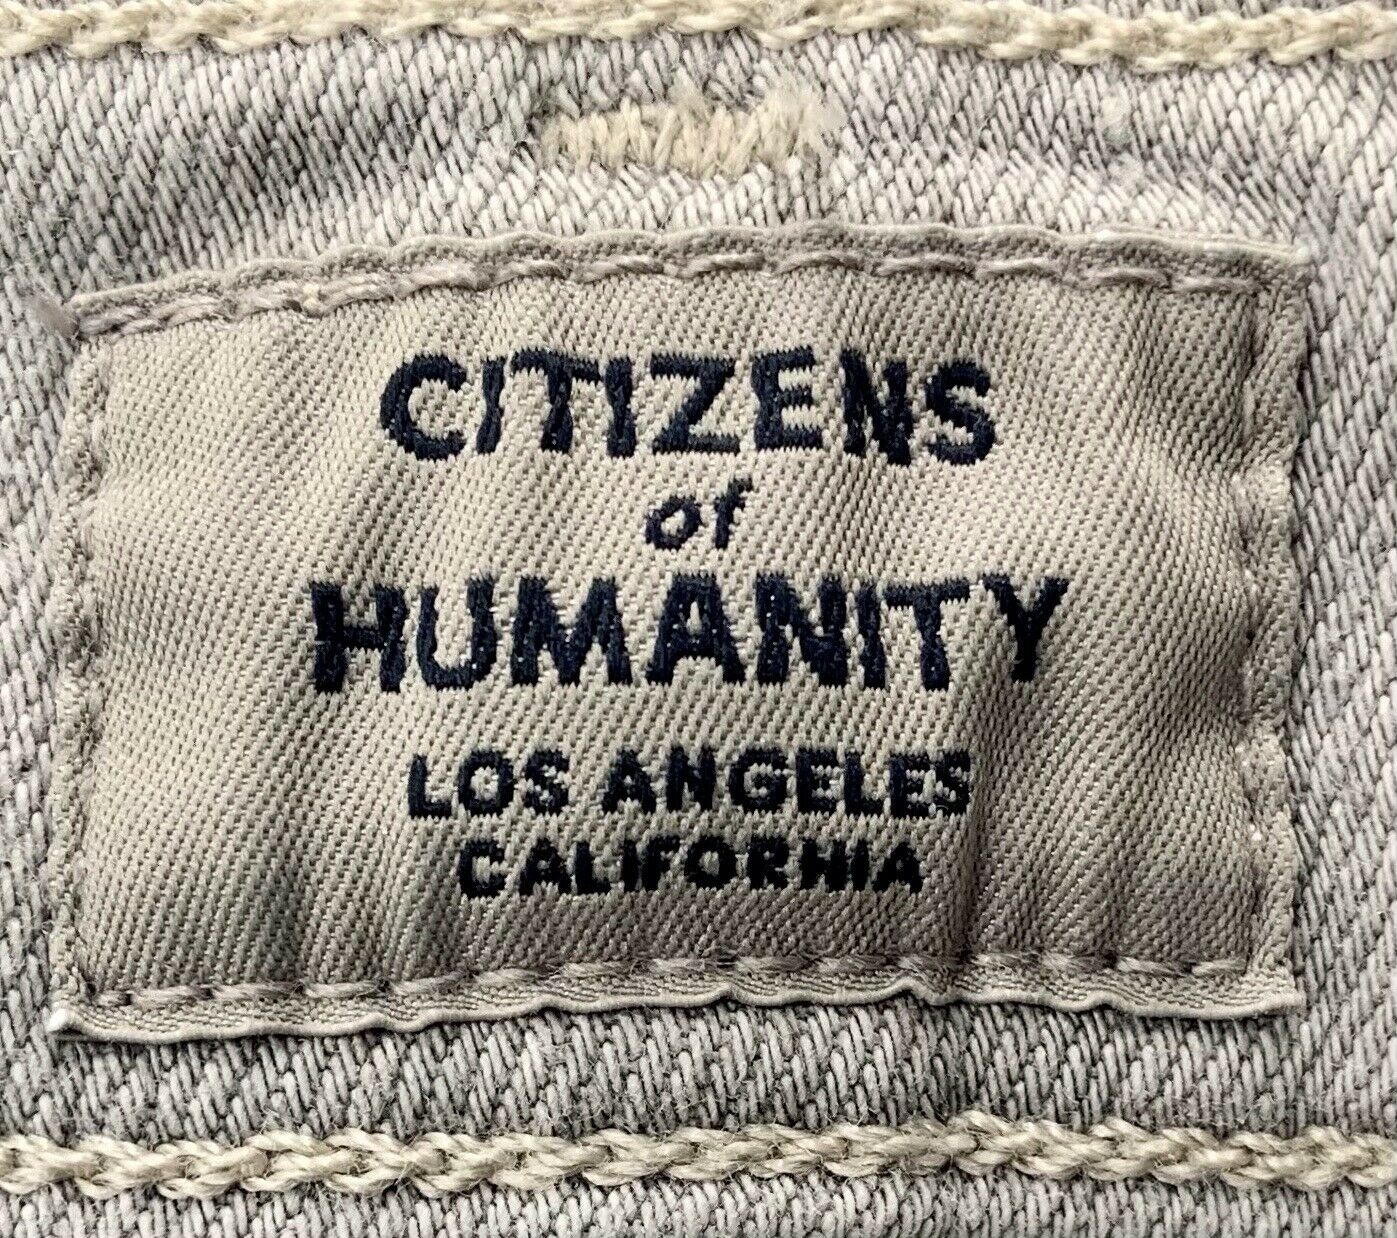 CITIZENS
of
HUMANITY
LOS ANGELES
CALIFORNIA